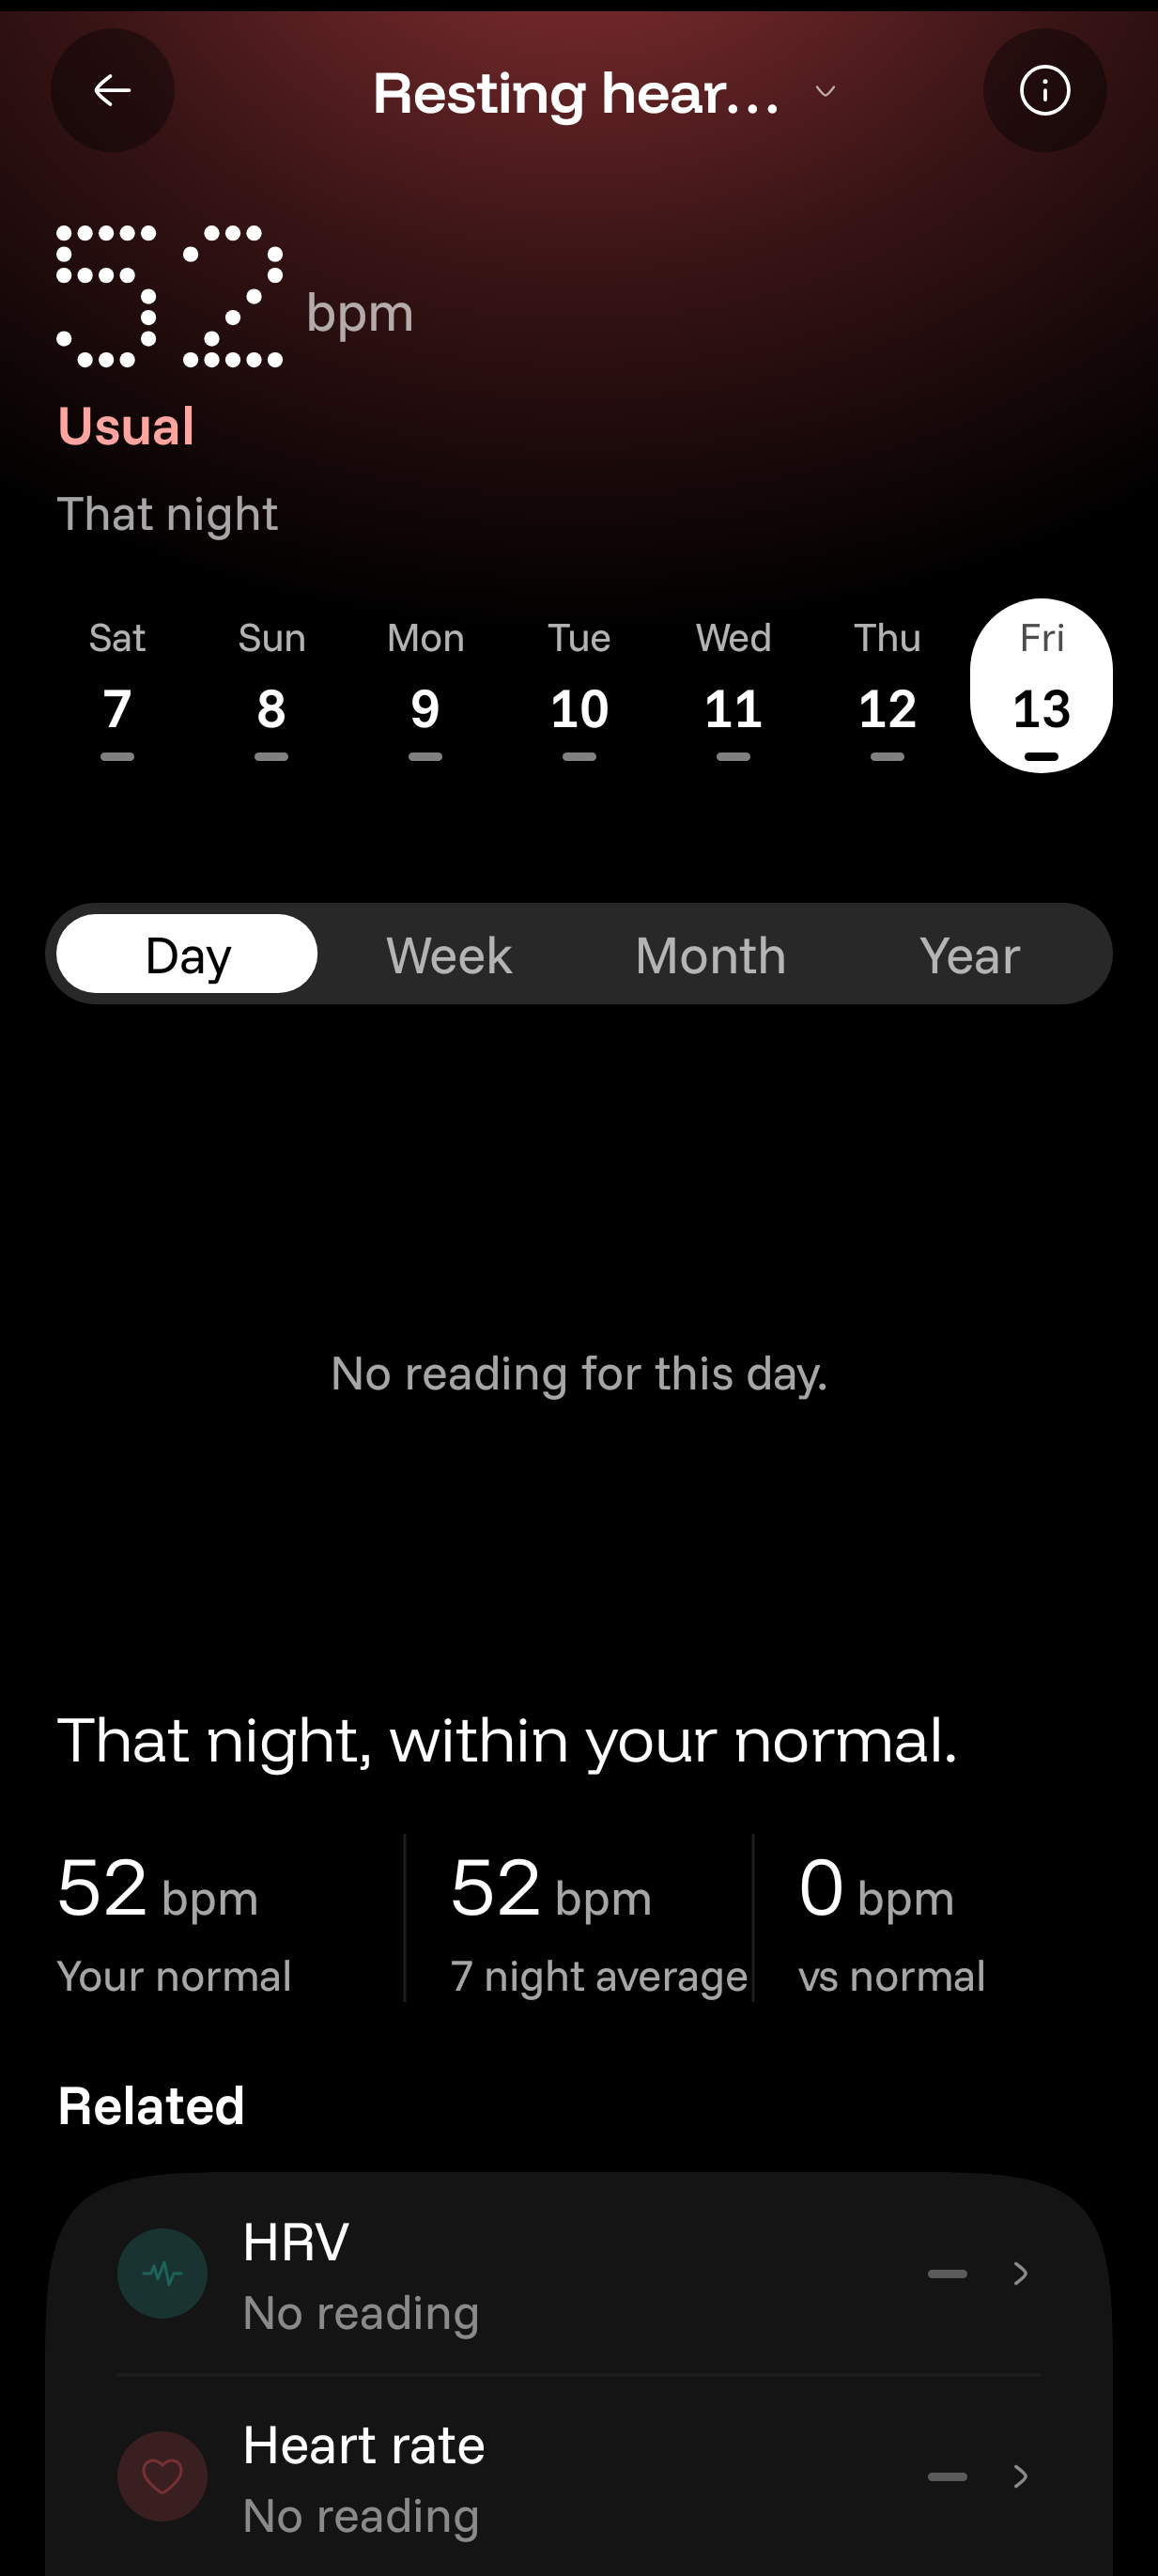 Resting hear...
52 bpm
Usual
That night
Sat Sun Mon Tue Wed Thu Fri
7 8 9 10 11 12 13
Day Week Month Year
No reading for this day.
That night, within your normal.
52 bpm 52 bpm 0 bpm
Your normal 7 night average vs normal
Related
HRV
No reading
Heart rate
No reading